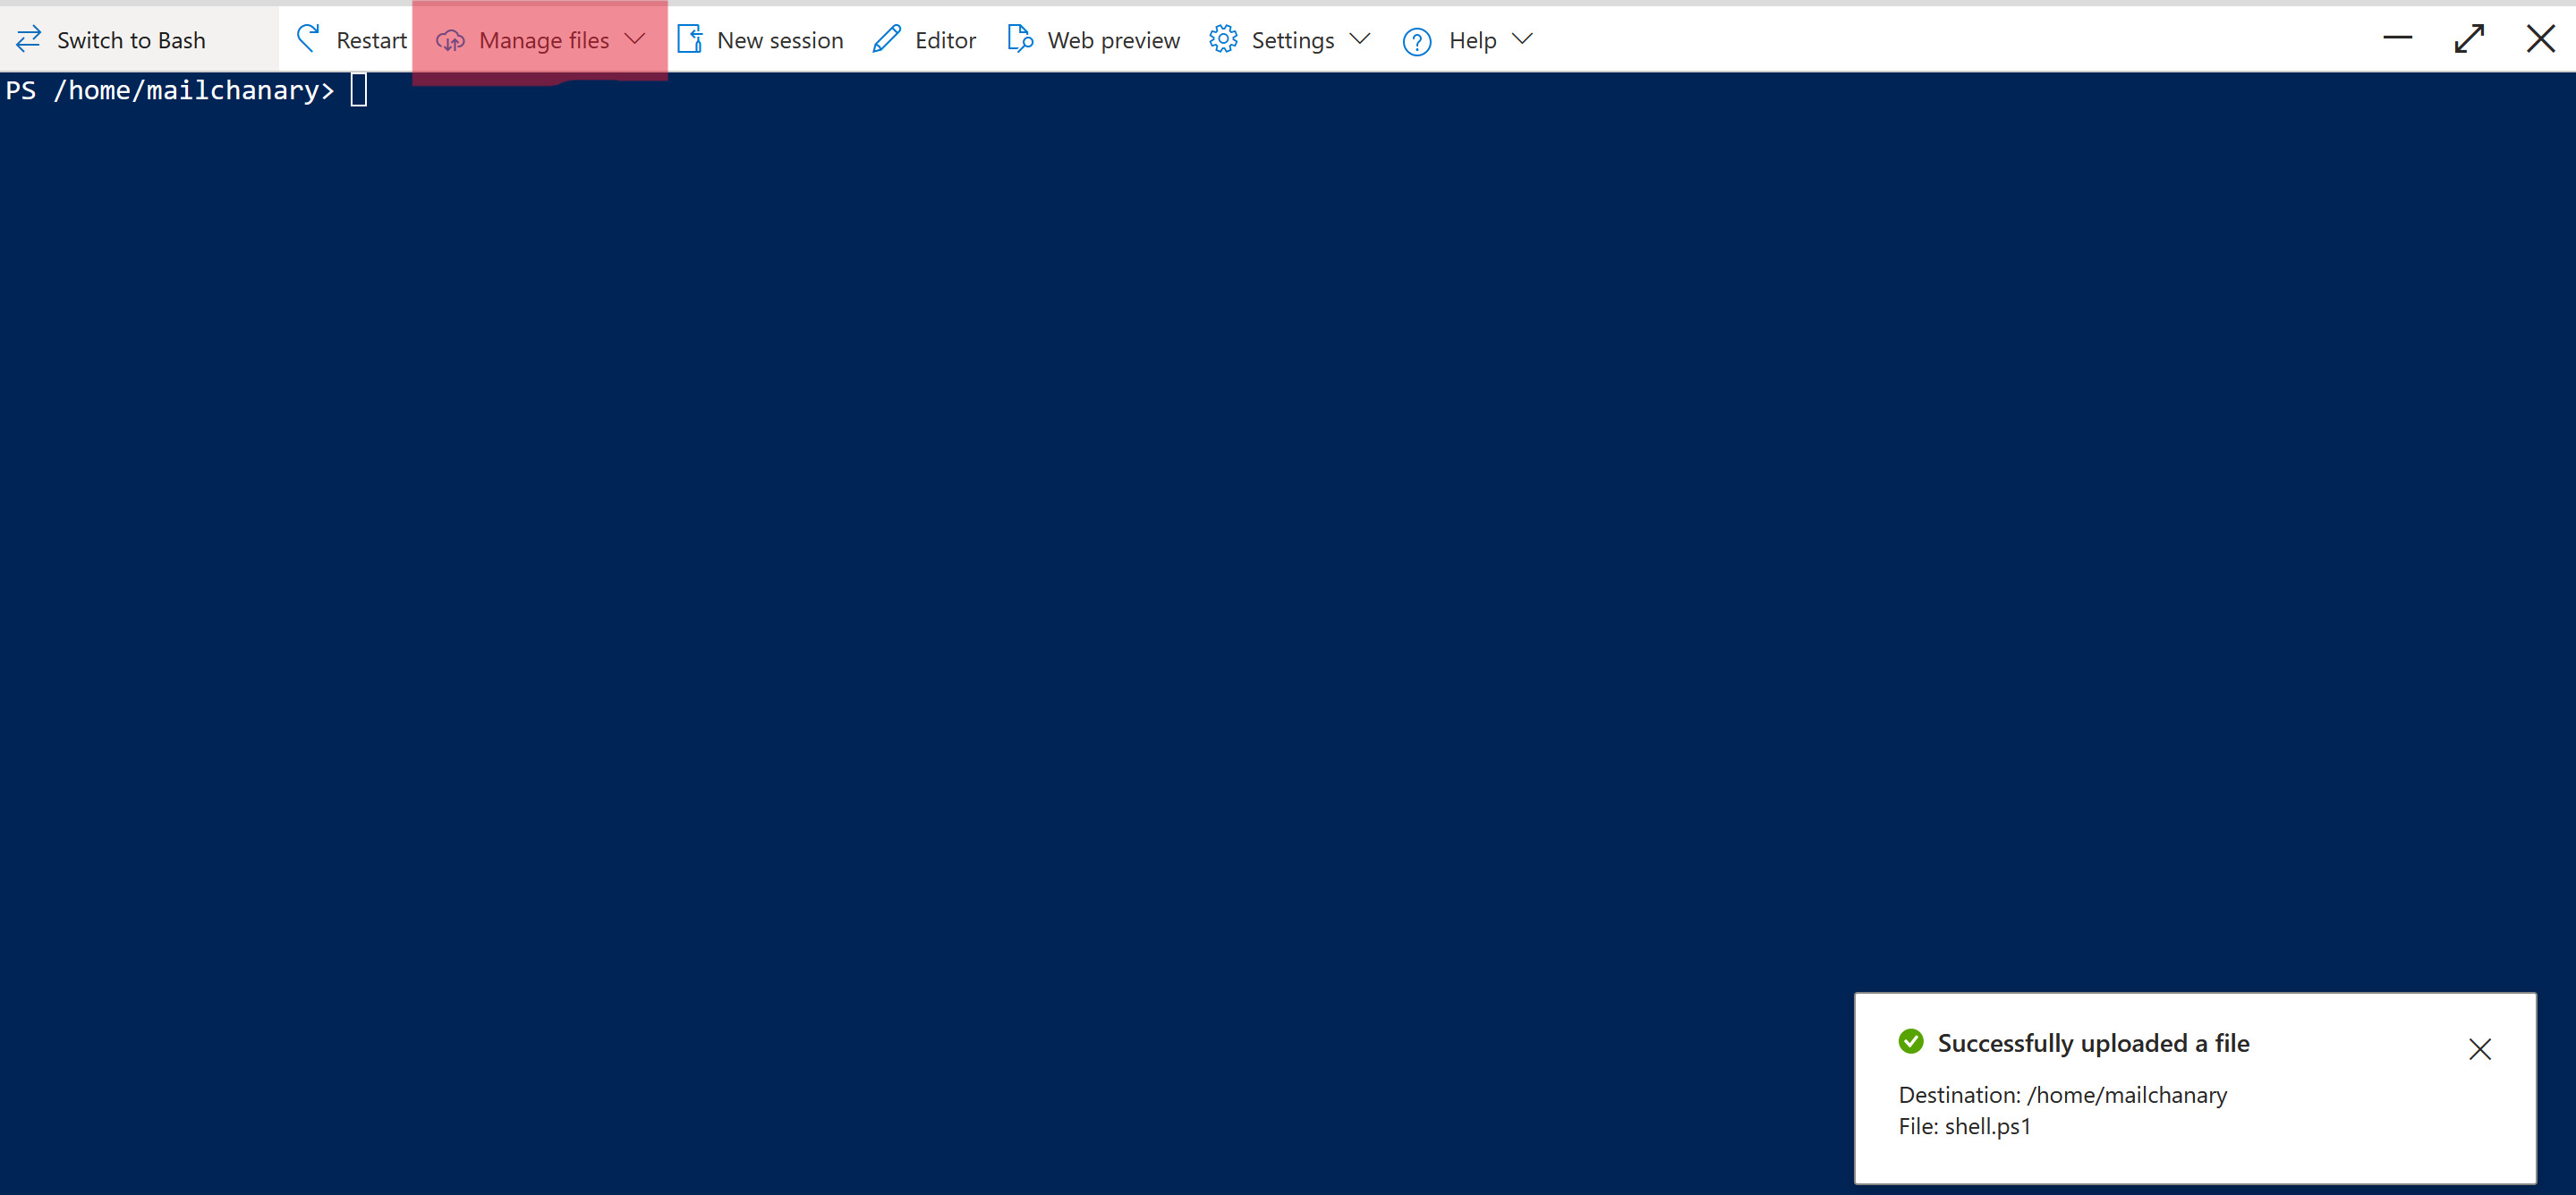 Switch to Bash Restart Manage files New session Editor Web preview Settings ? Help
PS /home/mailchanary>
Successfully uploaded a file
Destination: /home/mailchanary
File: shell.ps1